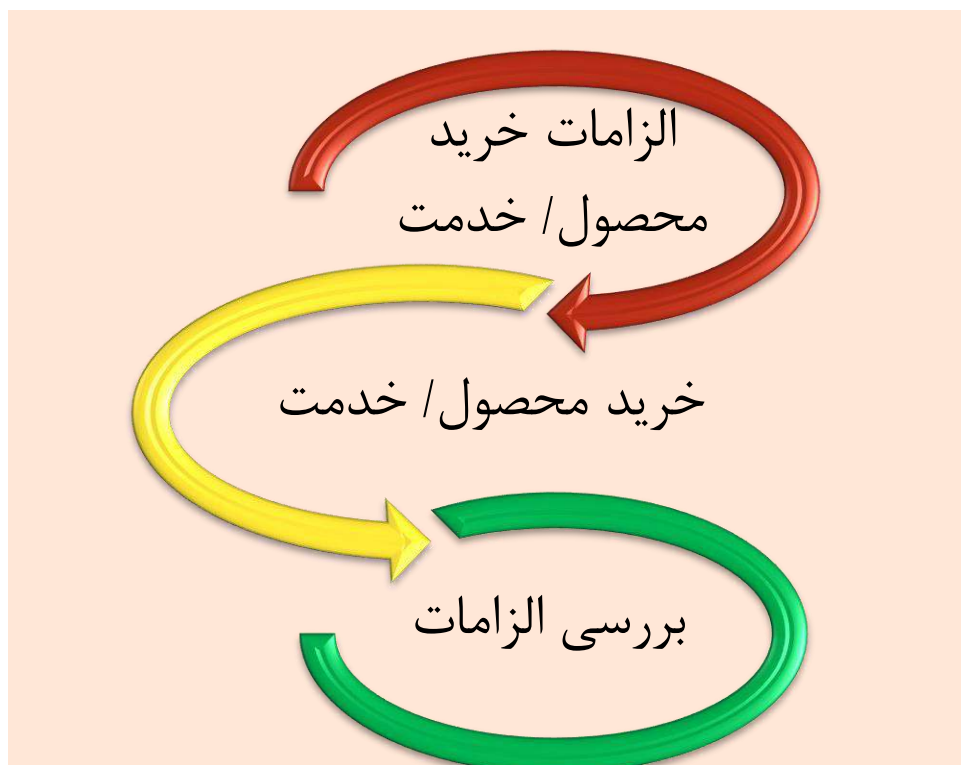 الزامات خرید
محصول/ خدمت
خرید محصول/ خدمت
بررسی الزامات